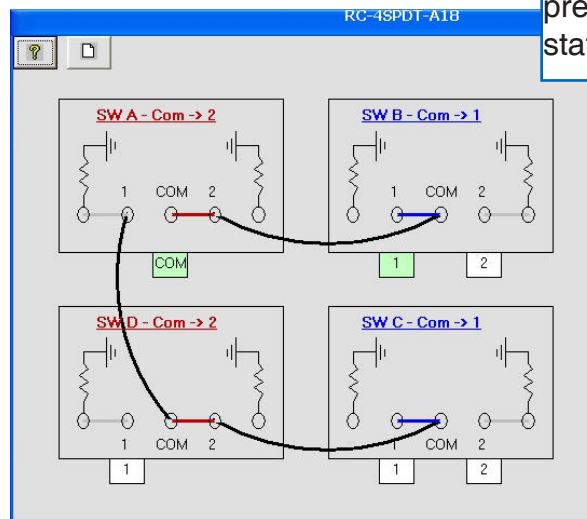 RC-4SPDT-A18
pre
sta
?
SW A - Com -> 2
1 COM 2
COM
SW B - Com -> 1
1 COM 2
1 2
SW D - Com -> 2
1 COM 2
1
SW C - Com -> 1
1 COM 2
1 2